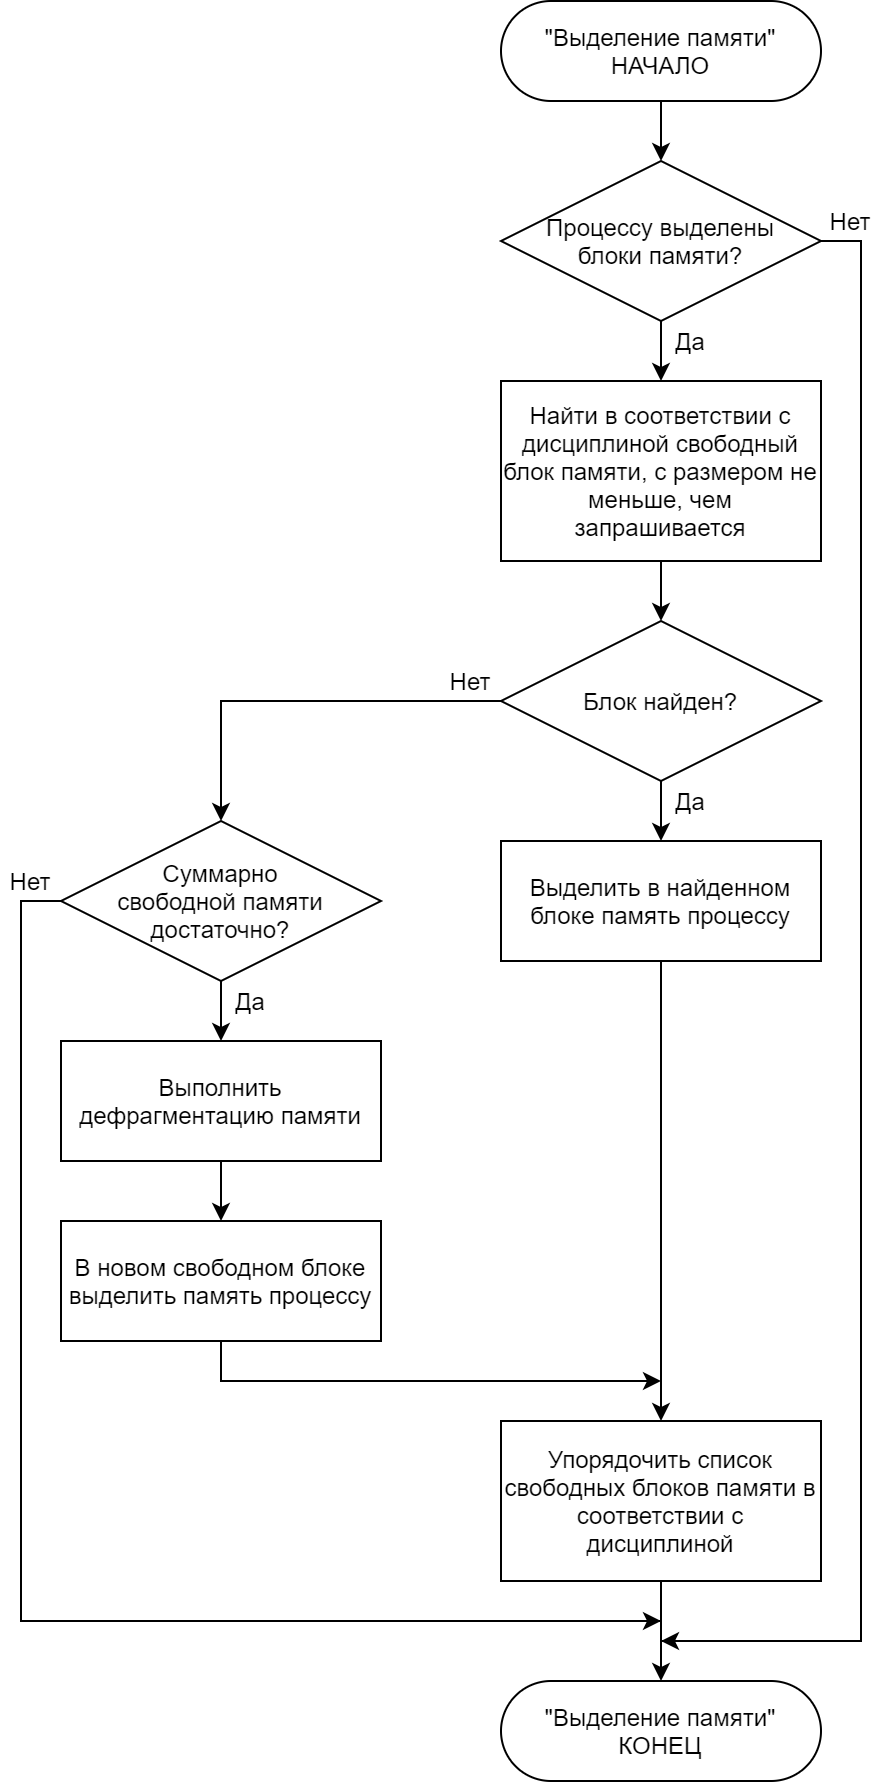 "Выделение памяти"
НАЧАЛО
Процессу выделены
блоки памяти?
Нет
Да
Найти в соответствии с
дисциплиной свободный
блок памяти, с размером не
меньше, чем
запрашивается
Блок найден?
Нет
Да
Суммарно
свободной памяти
достаточно?
Нет
Да
Выделить в найденном
блоке память процессу
Выполнить
дефрагментацию памяти
В новом свободном блоке
выделить память процессу
Упорядочить список
свободных блоков памяти в
соответствии с
дисциплиной
"Выделение памяти"
КОНЕЦ